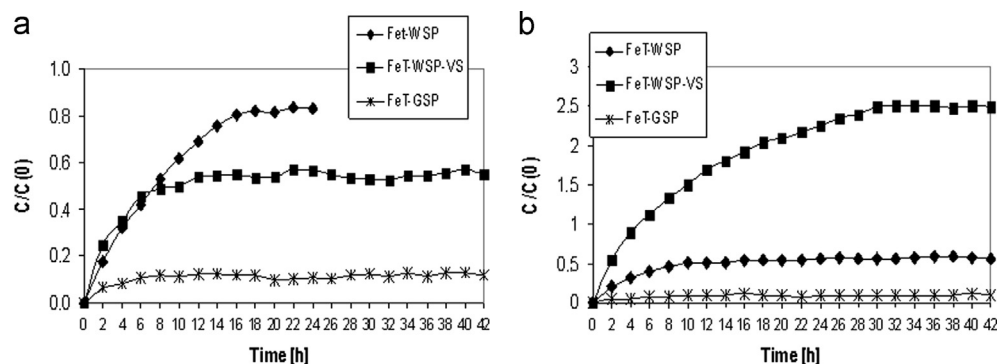 a
Fet-WSP
FeT-WSP-VS
FeT-GSP
1.0
0.8
0.6
0.4
0.2
0.0
C/C (0)
0 2 4 6 8 10 12 14 16 18 20 22 24 26 28 30 32 34 36 38 40 42
Time [h]
b
FeT-WSP
FeT-WSP-VS
FeT-GSP
3
2.5
2
1.5
1
0.5
0
C/C (0)
0 2 4 6 8 10 12 14 16 18 20 22 24 26 28 30 32 34 36 38 40 42
Time [h]